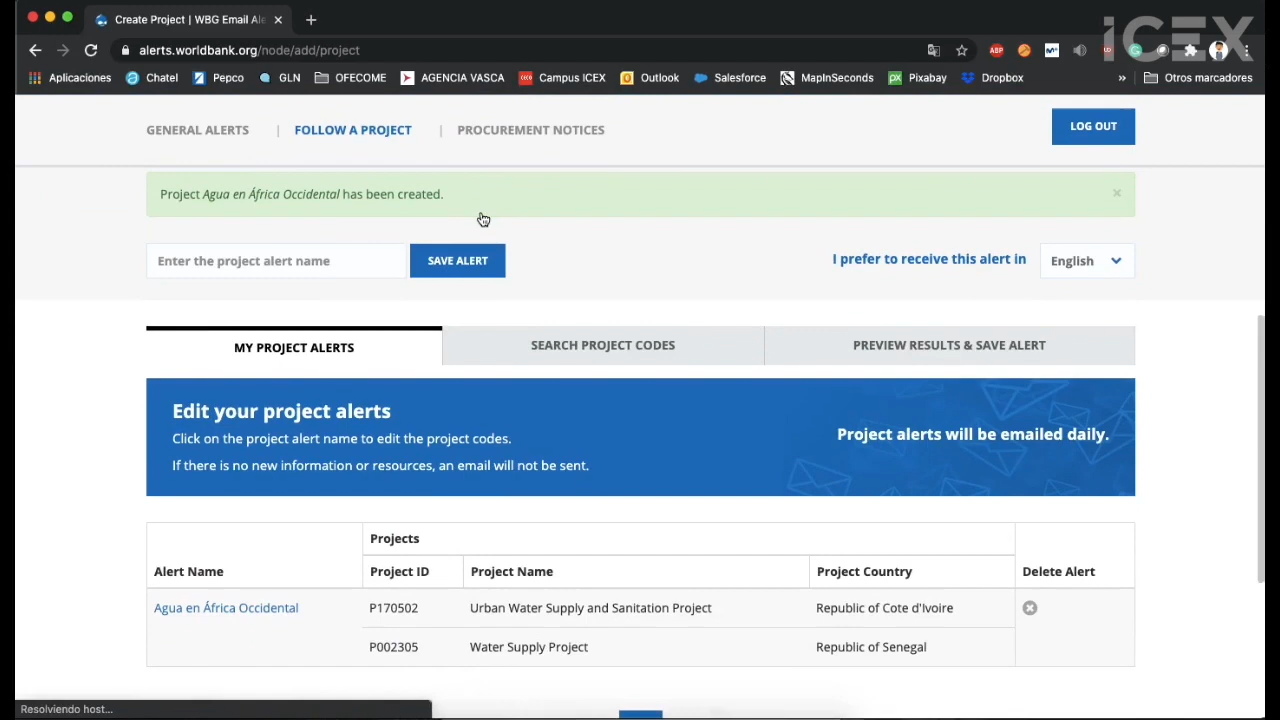 Create Project | WBG Email Ale
iCEX
alerts.worldbank.org/node/add/project
ABP
Aplicaciones
Chatel
Pepco
GLN
OFECOME
AGENCIA VASCA
Campus ICEX
Outlook
Salesforce
MapInSeconds
px Pixabay
Dropbox
»
Otros marcadores
GENERAL ALERTS | FOLLOW A PROJECT | PROCUREMENT NOTICES
LOG OUT
Project Agua en África Occidental has been created.
Enter the project alert name
SAVE ALERT
I prefer to receive this alert in
English
MY PROJECT ALERTS
SEARCH PROJECT CODES
PREVIEW RESULTS & SAVE ALERT
Edit your project alerts
Click on the project alert name to edit the project codes.
If there is no new information or resources, an email will not be sent.
Project alerts will be emailed daily.
Projects
Alert Name
Project ID
Project Name
Project Country
Delete Alert
Agua en África Occidental
P170502
Urban Water Supply and Sanitation Project
Republic of Cote d'Ivoire
P002305
Water Supply Project
Republic of Senegal
Resolviendo host...